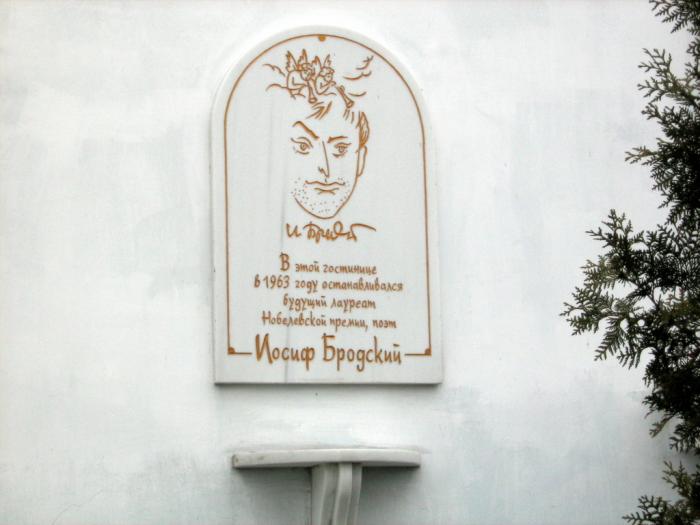 И. Бродский
В этой гостинице
в 1963 году останавливался
будущий лауреат
Нобелевской премии, поэт
Иосиф Бродский